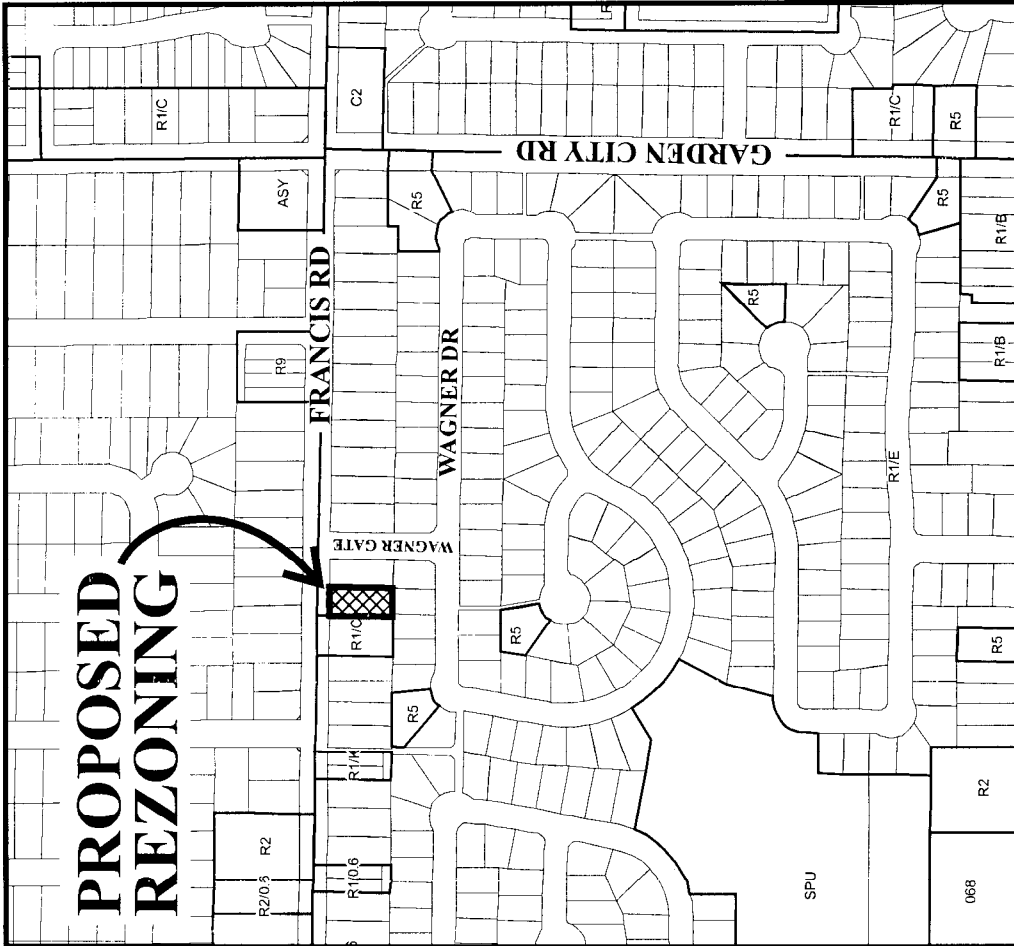 PROPOSED
REZONING
R1/C
C2
ASY
R9
R5
R1/C
R5
R5
R1/B
R1/B
R5
R5
R1/E
FRANCIS RD
WAGNER DR
GARDEN CITY RD
WAGNER GATE
R1/C
R5
R5
R1/K
R2
R2/0.6
R1/0.6
SPU
R2
068